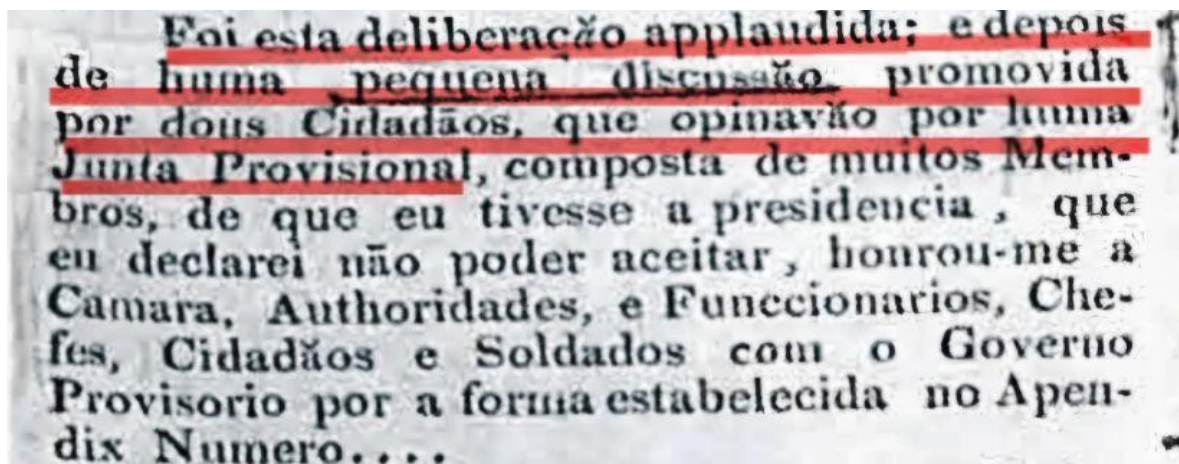 Foi esta deliberação applaudida; e depois
de huma pequena discussão promovida
por dous Cidadãos, que opinavão por huma
Junta Provisional, composta de muitos Mem-
bros, de que eu tivesse a presidencia, que
eu declarei não poder aceitar, honrou-me a
Camara, Authoridades, e Funccionarios, Che-
fes, Cidadãos e Soldados com o Governo
Provisorio por a forma estabelecida no Apen-
dix Numero....